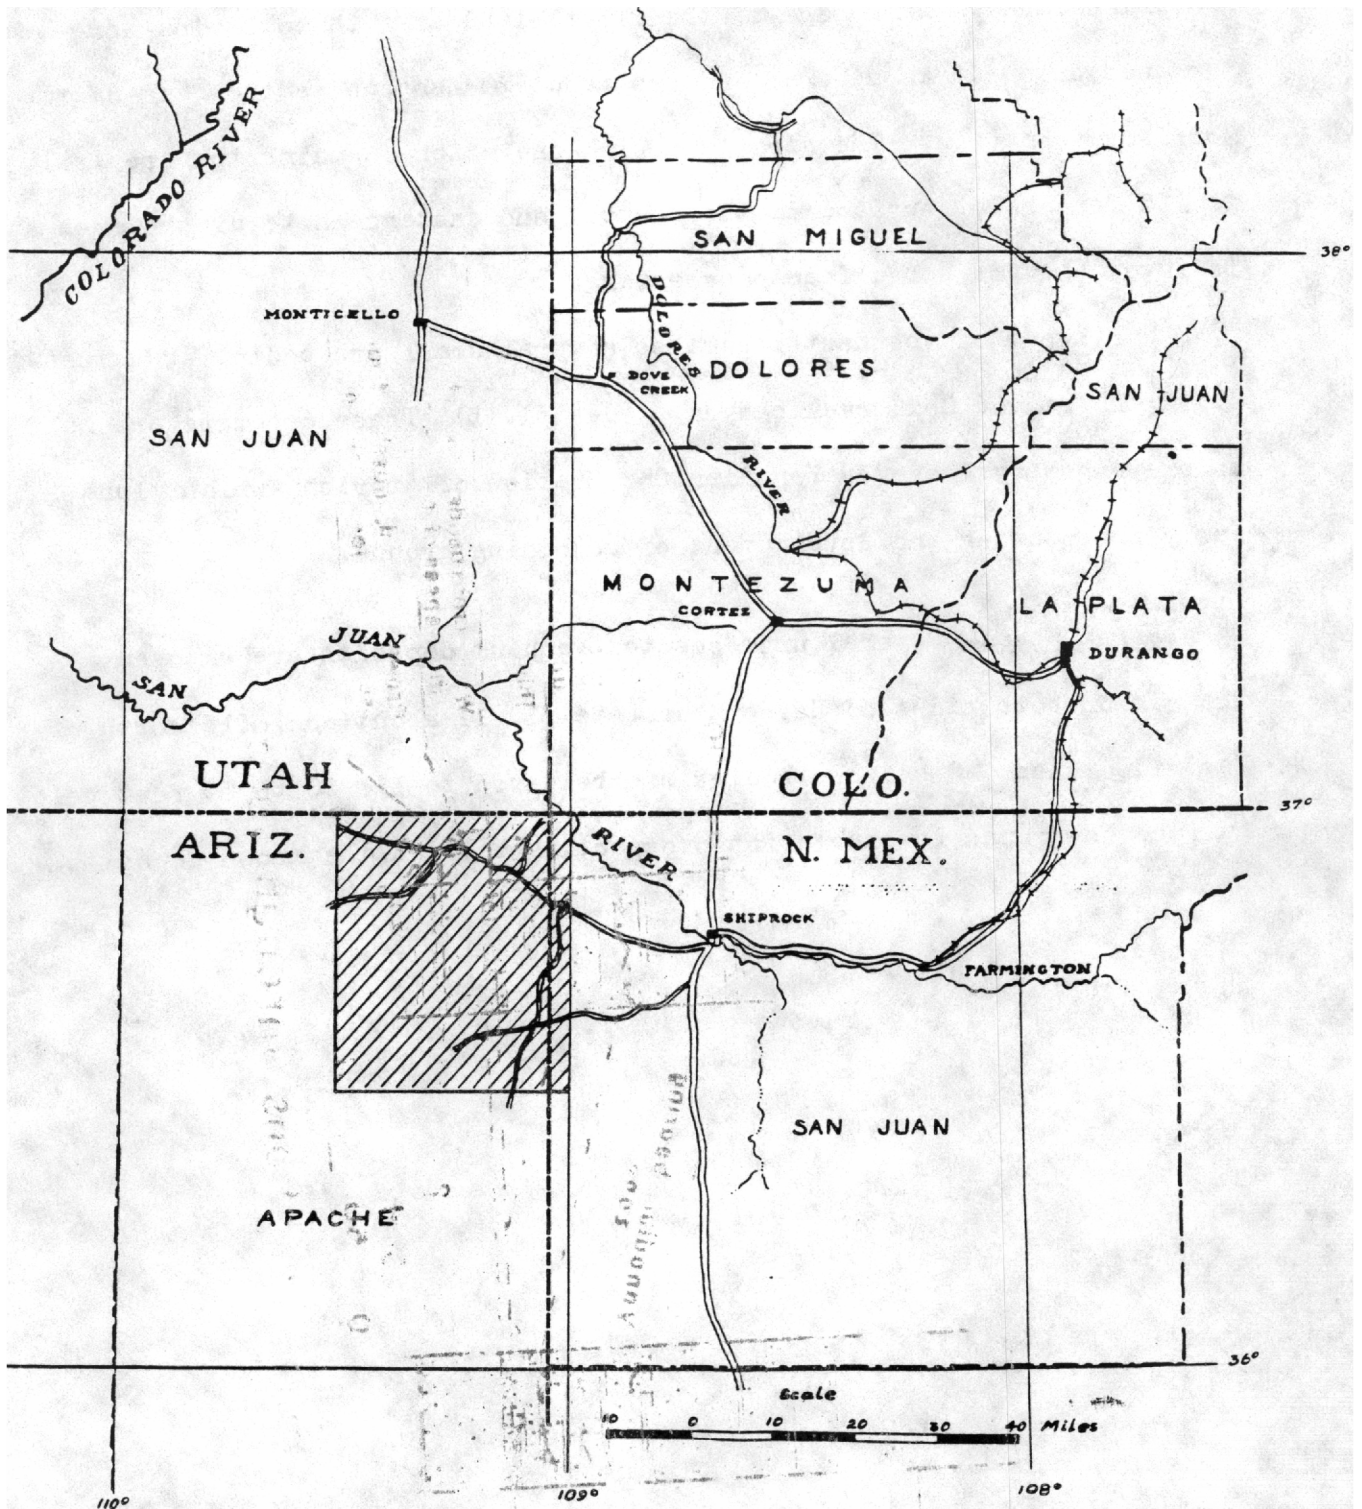 COLORADO RIVER
SAN MIGUEL
38°
DOLORES
MONTICELLO
DOVE
CREEK
DOLORES
SAN JUAN
SAN JUAN
RIVER
MONTEZUMA
CORTEZ
LA PLATA
DURANGO
JUAN
SAN
UTAH
COLO.
37°
ARIZ.
RIVER
N. MEX.
SHIPROCK
FARMINGTON
SAN JUAN
APACHE
36°
Scale
10 0 10 20 30 40 Miles
110°
109°
108°